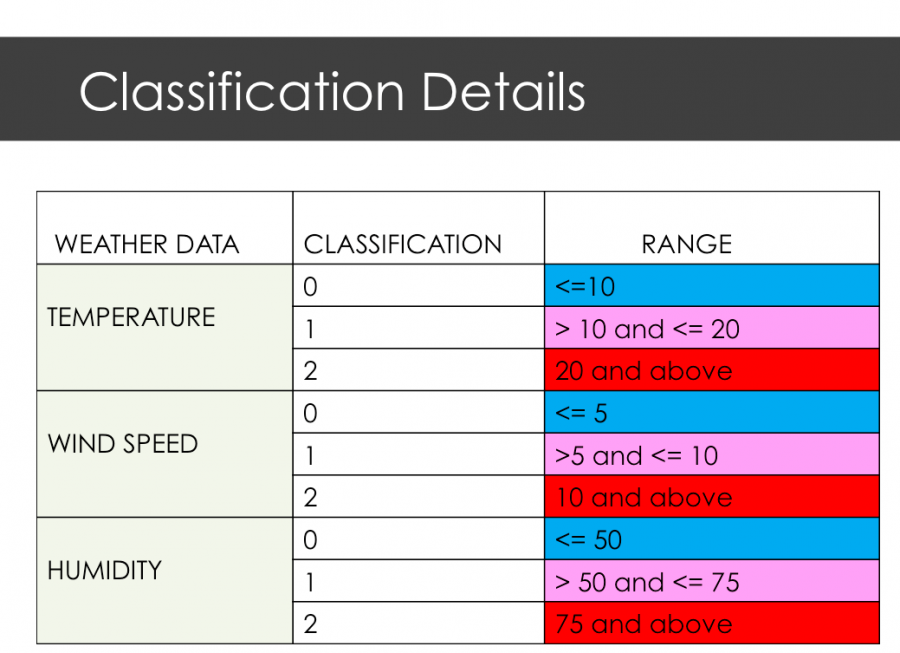 Classification Details
WEATHER DATA CLASSIFICATION RANGE
TEMPERATURE
0 <=10
1 > 10 and <= 20
2 20 and above
WIND SPEED
0 <= 5
1 >5 and <= 10
2 10 and above
HUMIDITY
0 <= 50
1 > 50 and <= 75
2 75 and above